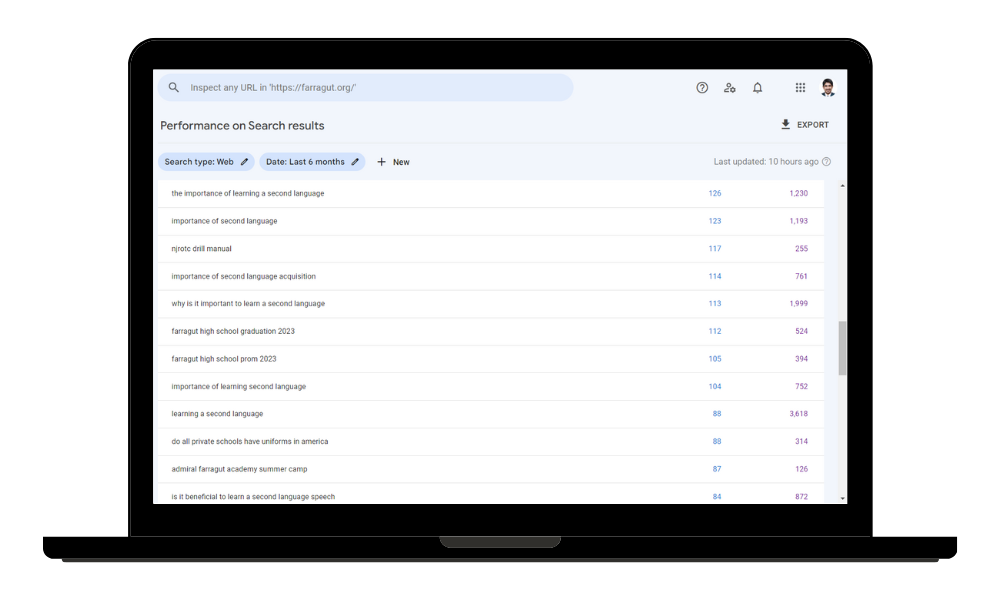 Inspect any URL in 'https://farragut.org/'
Performance on Search results
EXPORT
Search type: Web
Date: Last 6 months
+ New
Last updated: 10 hours ago
the importance of learning a second language 126 1,230
importance of second language 123 1,193
njrotc drill manual 117 255
importance of second language acquisition 114 761
why is it important to learn a second language 113 1,999
farragut high school graduation 2023 112 524
farragut high school prom 2023 105 394
importance of learning second language 104 752
learning a second language 88 3,618
do all private schools have uniforms in america 88 314
admiral farragut academy summer camp 87 126
is it beneficial to learn a second language speech 84 872